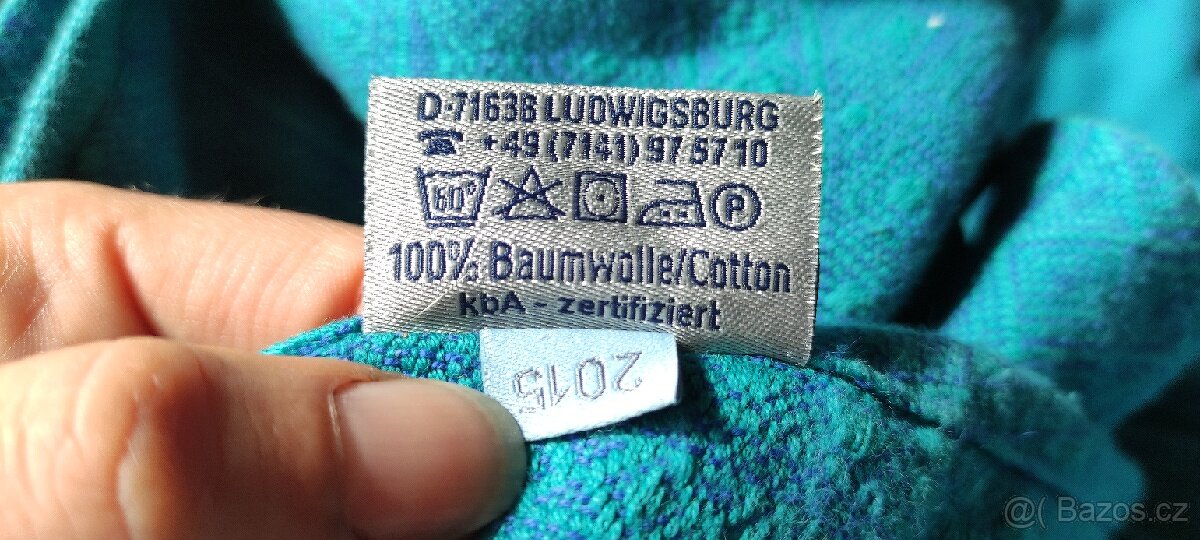 D-71638 LUDWIGSBURG
☎ +49 (7141) 97 57 10
60° P
100% Baumwolle/Cotton
kbA - zertifiziert
2015
@( Bazos.cz